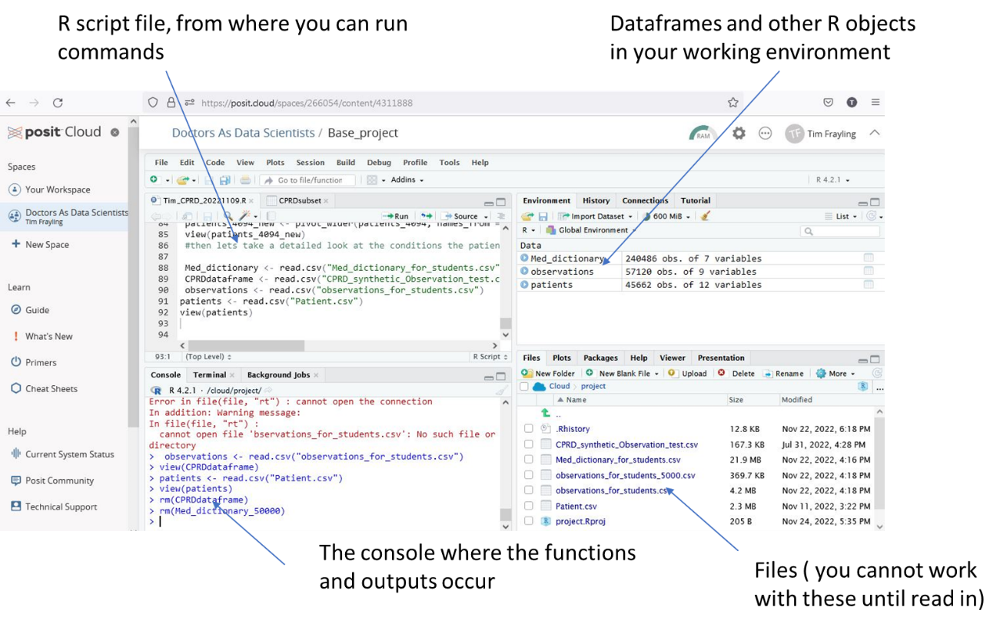 R script file, from where you can run
commands
Dataframes and other R objects
in your working environment
https://posit.cloud/spaces/266054/content/4311888
T
posit Cloud
Doctors As Data Scientists / Base_project
RAM
TF
Tim Frayling
Spaces
Your Workspace
Doctors As Data Scientists
Tim Frayling
New Space
Learn
Guide
What's New
Primers
Cheat Sheets
Help
Current System Status
Posit Community
Technical Support
File Edit Code View Plots Session Build Debug Profile Tools Help
Go to file/function
Addins
R 4.2.1
Tim_CPRD_20221109.R
CPRDsubset
Run
Source
84 patients_4094_new <- pivot_wider(patients_4094, names_from =
85 view(patients_4094_new)
86 #then lets take a detailed look at the conditions the patien
87
88 Med_dictionary <- read.csv("Med_dictionary_for_students.csv"
89 CPRDdataframe <- read.csv("CPRD_synthetic_Observation_test.c
90 observations <- read.csv("observations_for_students.csv")
91 patients <- read.csv("Patient.csv")
92 view(patients)
93
94
93:1 (Top Level) R Script
Console Terminal Background Jobs
R 4.2.1 · /cloud/project/
Error in file(file, "rt") : cannot open the connection
In addition: Warning message:
In file(file, "rt") :
cannot open file 'bservations_for_students.csv': No such file or
directory
> observations <- read.csv("observations_for_students.csv")
> view(CPRDdataframe)
> patients <- read.csv("Patient.csv")
> view(patients)
> rm(CPRDdataframe)
> rm(Med_dictionary_50000)
>
Environment History Connections Tutorial
Import Dataset 600 MiB List
R Global Environment
Data
Med_dictionary 240486 obs. of 7 variables
observations 57120 obs. of 9 variables
patients 45662 obs. of 12 variables
Files Plots Packages Help Viewer Presentation
New Folder New Blank File Upload Delete Rename More
Cloud project ...
Name Size Modified
..
.Rhistory 12.8 KB Nov 22, 2022, 6:18 PM
CPRD_synthetic_Observation_test.csv 167.3 KB Jul 31, 2022, 4:28 PM
Med_dictionary_for_students.csv 21.9 MB Nov 22, 2022, 4:16 PM
observations_for_students_5000.csv 369.7 KB Nov 22, 2022, 4:18 PM
observations_for_students.csv 4.2 MB Nov 22, 2022, 4:18 PM
Patient.csv 2.3 MB Nov 11, 2022, 3:22 PM
project.Rproj 205 B Nov 24, 2022, 5:35 PM
The console where the functions
and outputs occur
Files ( you cannot work
with these until read in)